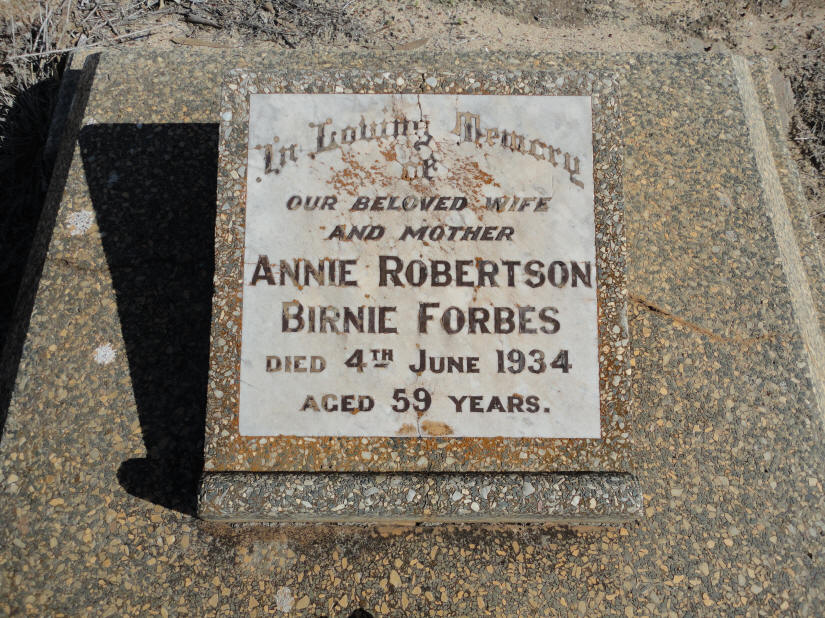 In Loving Memory
OF
OUR BELOVED WIFE
AND MOTHER
ANNIE ROBERTSON
BIRNIE FORBES
DIED 4TH JUNE 1934
AGED 59 YEARS.